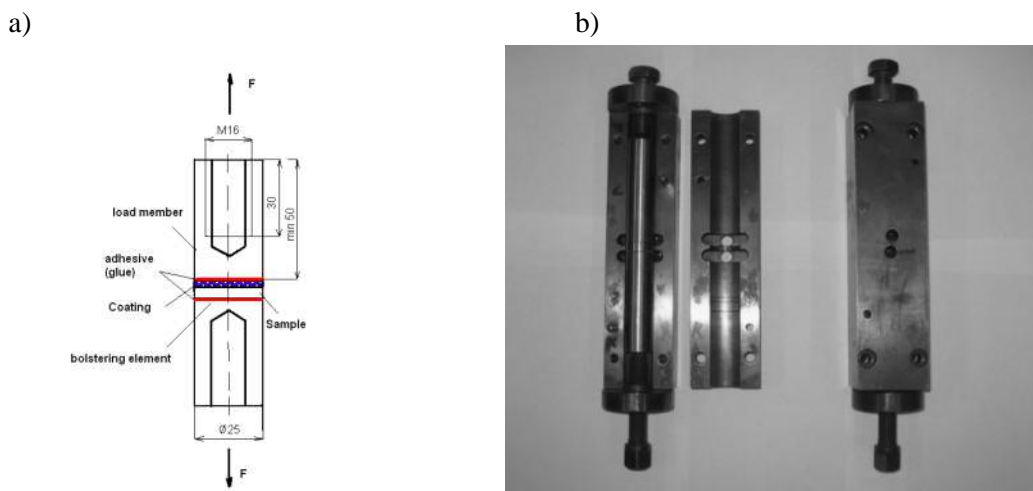 a)
b)
F
M16
30
min 50
load member
adhesive
(glue)
Coating
Sample
bolstering element
Ø25
F